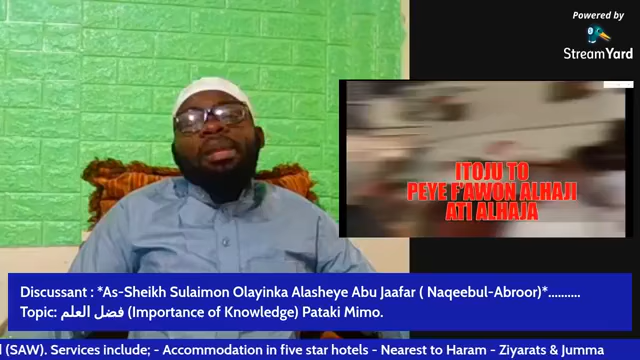 Powered by
StreamYard
ITOJU TO
PEYE F'AWON ALHAJI
ATI ALHAJA
Discussant : *As-Sheikh Sulaimon Olayinka Alasheye Abu Jaafar ( Naqeebul-Abroor)*..........
Topic: فضل العلم (Importance of Knowledge) Pataki Mimo.
(SAW). Services include; - Accommodation in five star hotels - Nearest to Haram - Ziyarats & Jumma